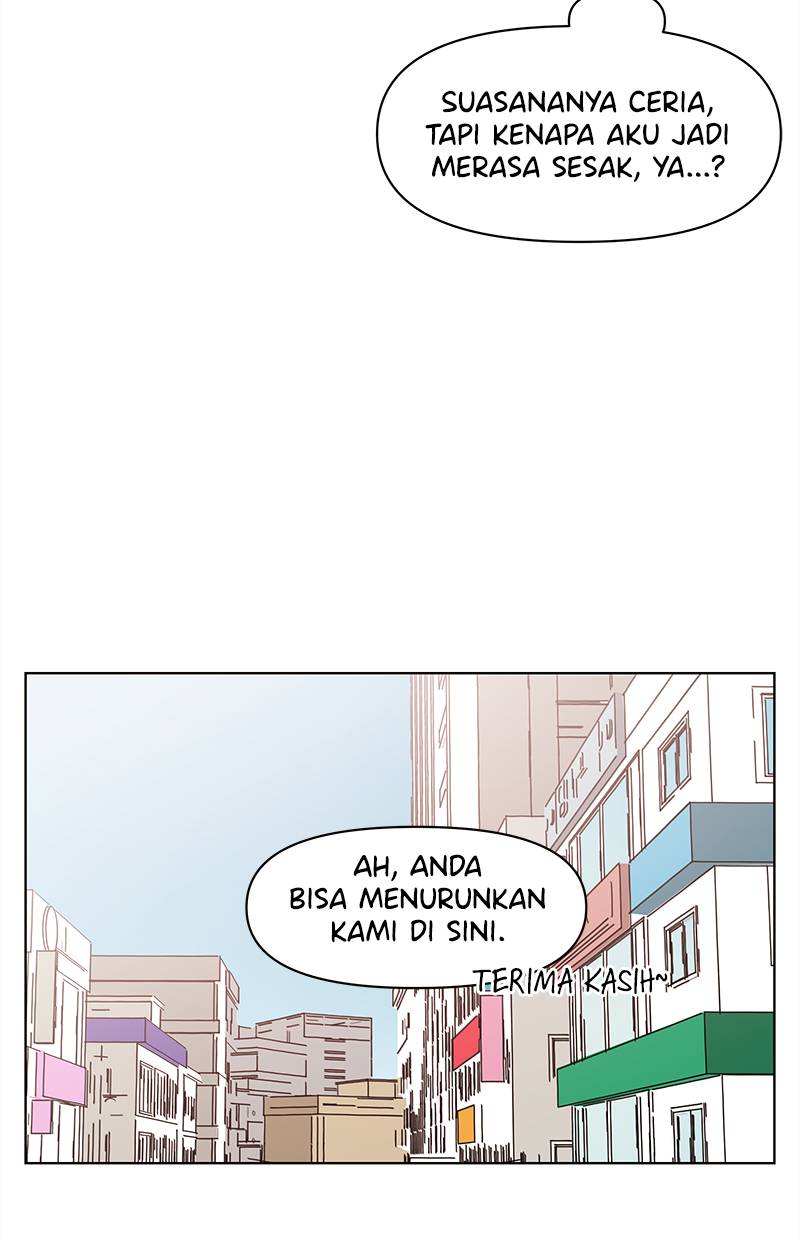 SUASANANYA CERIA,
TAPI KENAPA AKU JADI
MERASA SESAK, YA...?
AH, ANDA
BISA MENURUNKAN
KAMI DI SINI.
TERIMA KASIH~